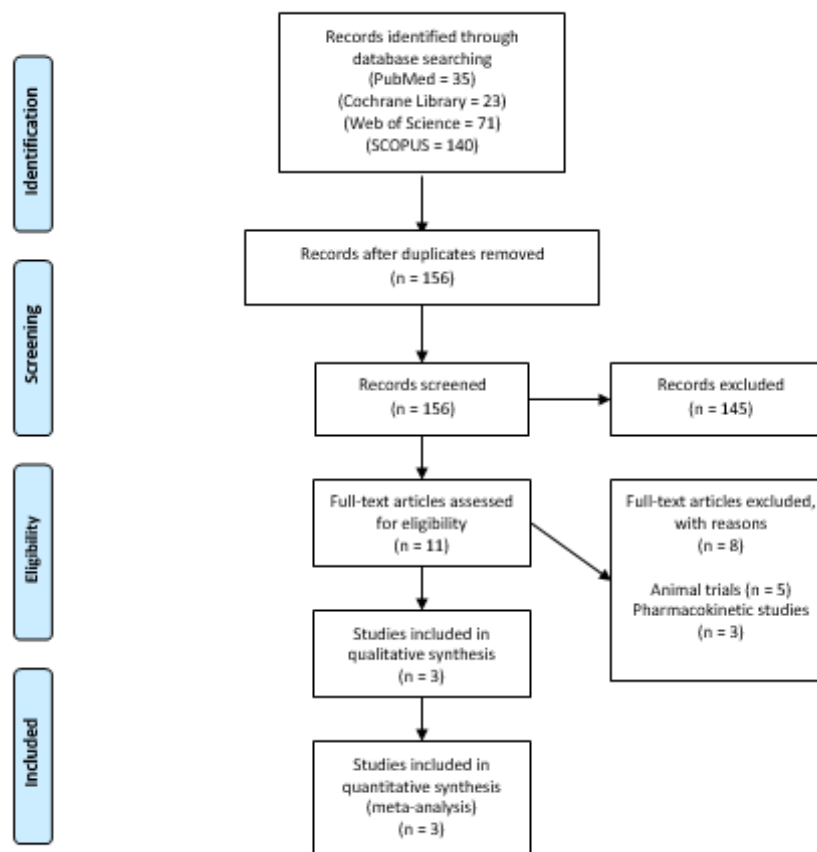 Identification
Records identified through
database searching
(PubMed = 35)
(Cochrane Library = 23)
(Web of Science = 71)
(SCOPUS = 140)
Records after duplicates removed
(n = 156)
Screening
Records screened
(n = 156)
Records excluded
(n = 145)
Eligibility
Full-text articles assessed
for eligibility
(n = 11)
Full-text articles excluded,
with reasons
(n = 8)
Animal trials (n = 5)
Pharmacokinetic studies
(n = 3)
Studies included in
qualitative synthesis
(n = 3)
Included
Studies included in
quantitative synthesis
(meta-analysis)
(n = 3)